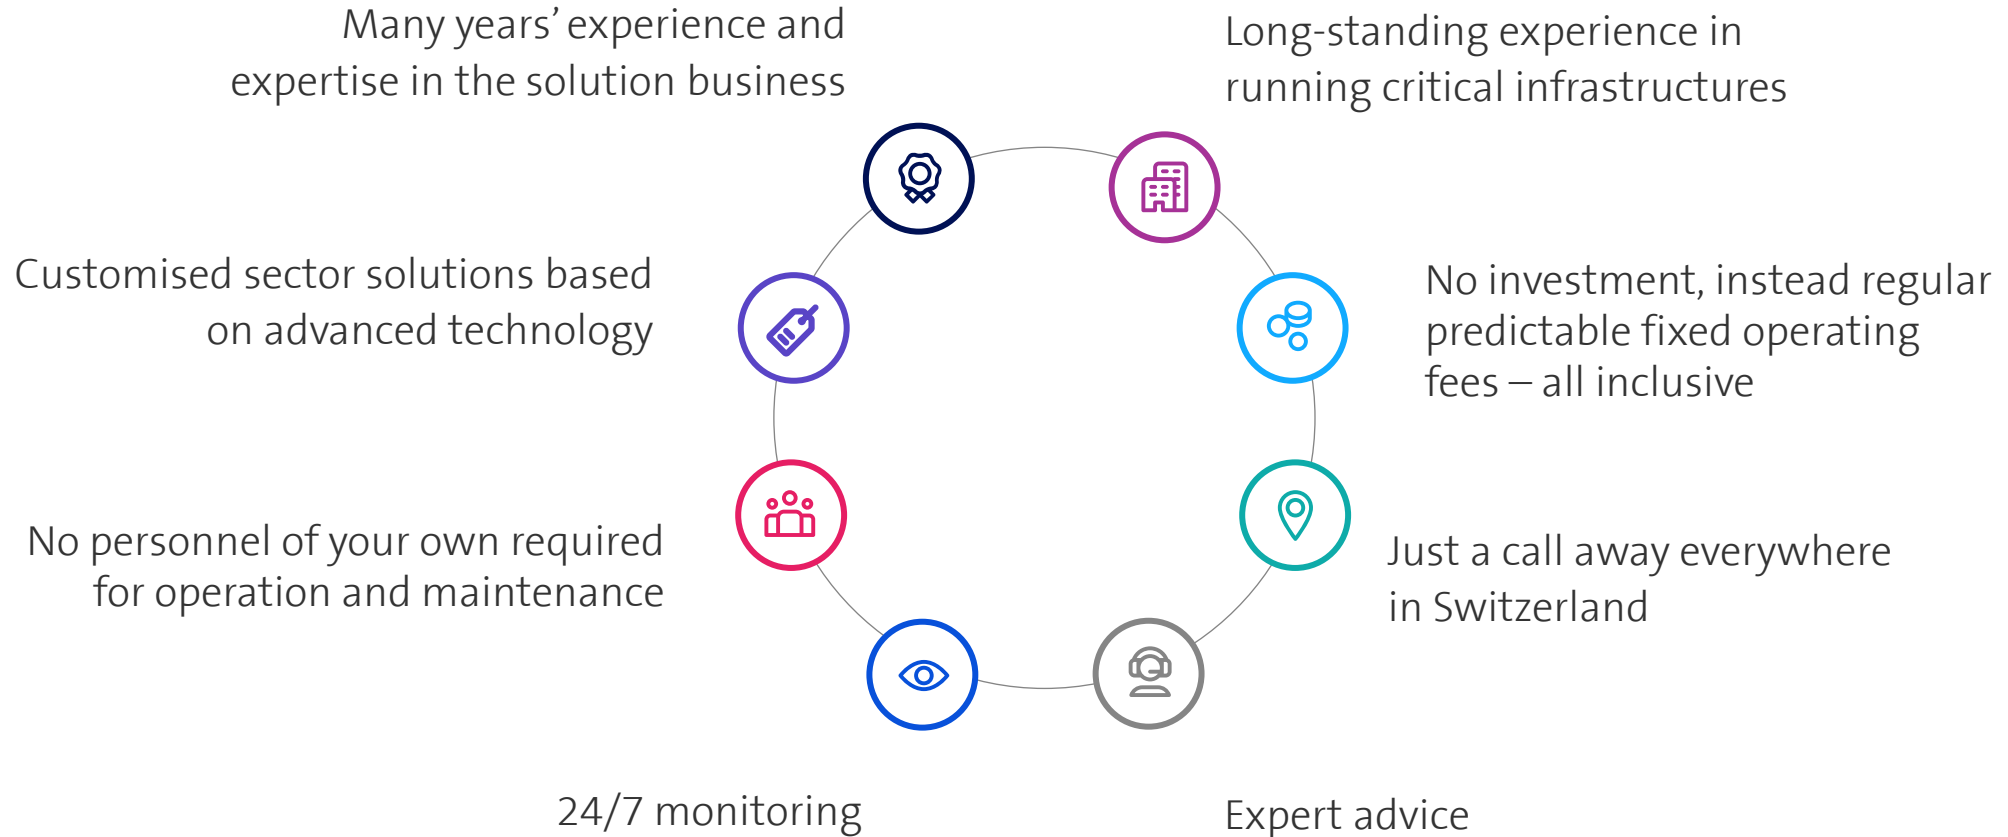 Many years’ experience and
expertise in the solution business
Long-standing experience in
running critical infrastructures
Customised sector solutions based
on advanced technology
No investment, instead regular
predictable fixed operating
fees – all inclusive
No personnel of your own required
for operation and maintenance
Just a call away everywhere
in Switzerland
24/7 monitoring
Expert advice